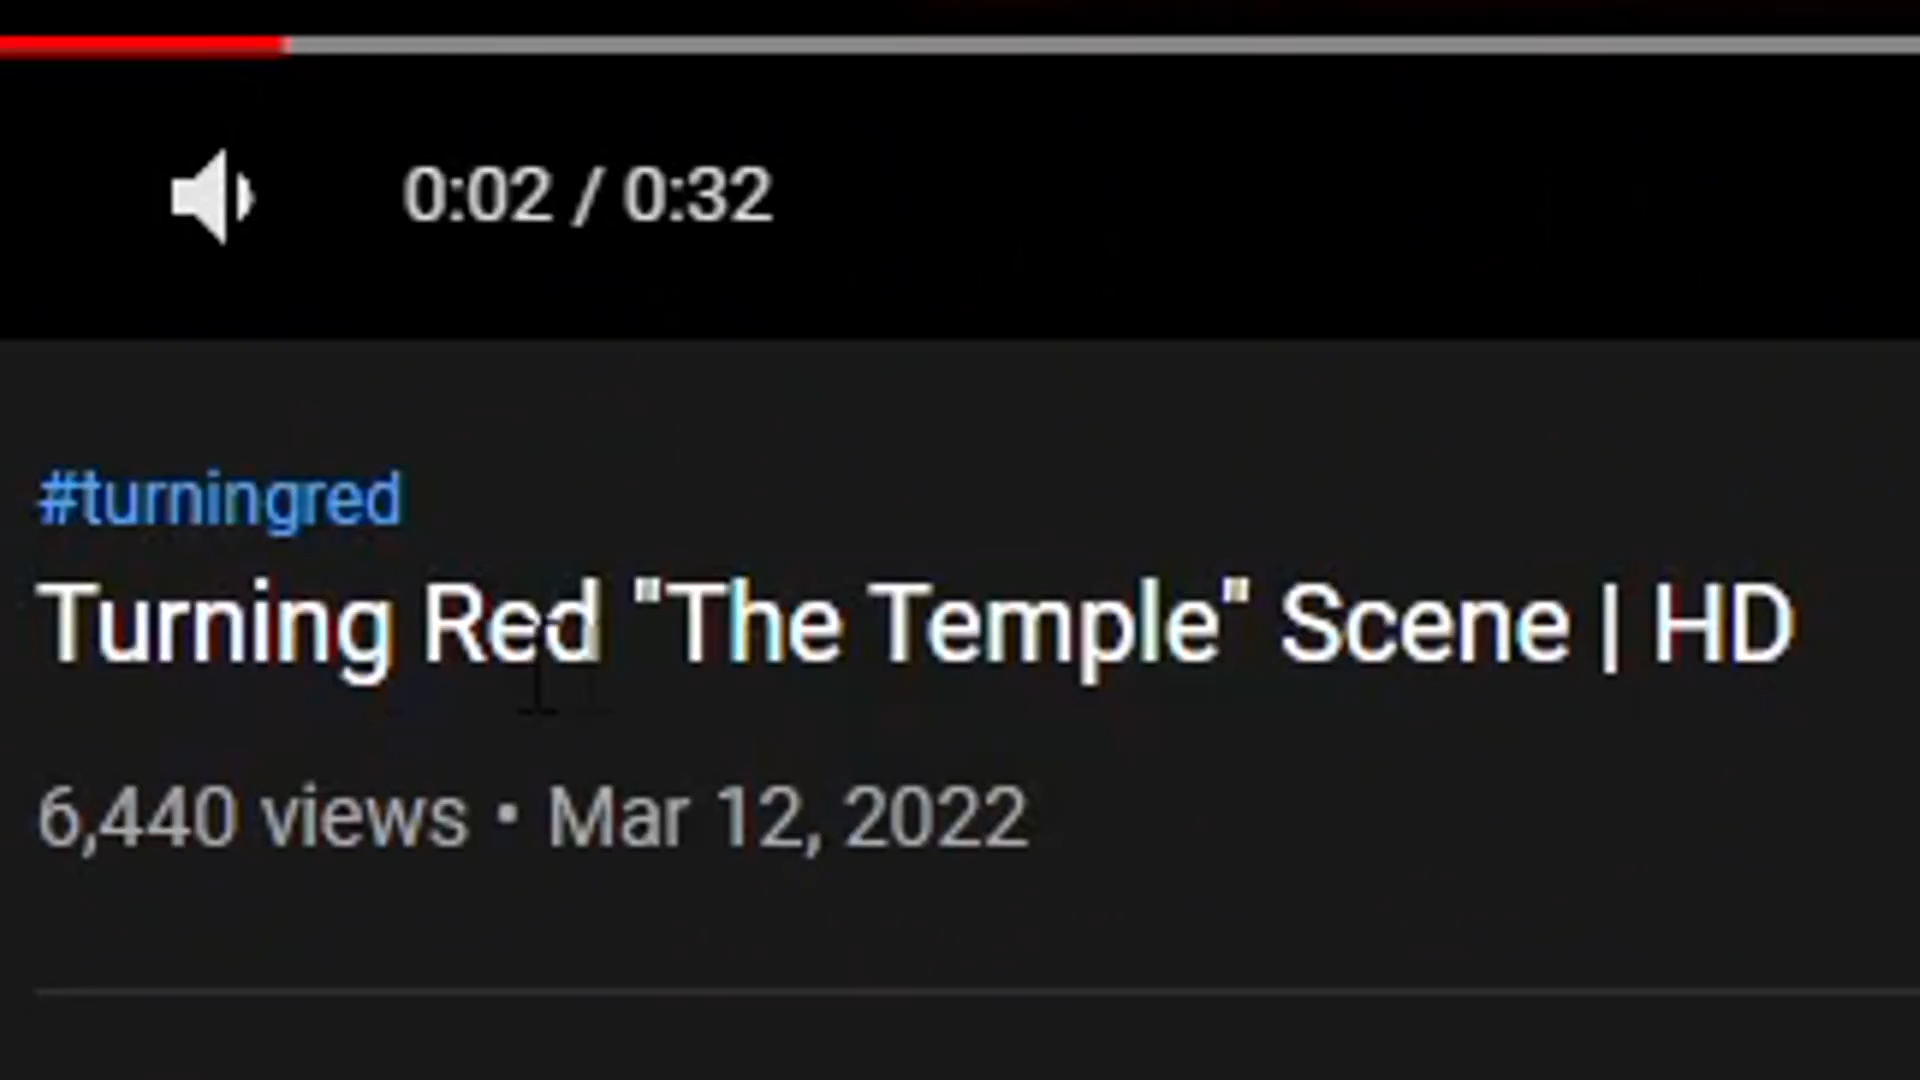 0:02 / 0:32
#turningred
Turning Red "The Temple" Scene | HD
6,440 views • Mar 12, 2022